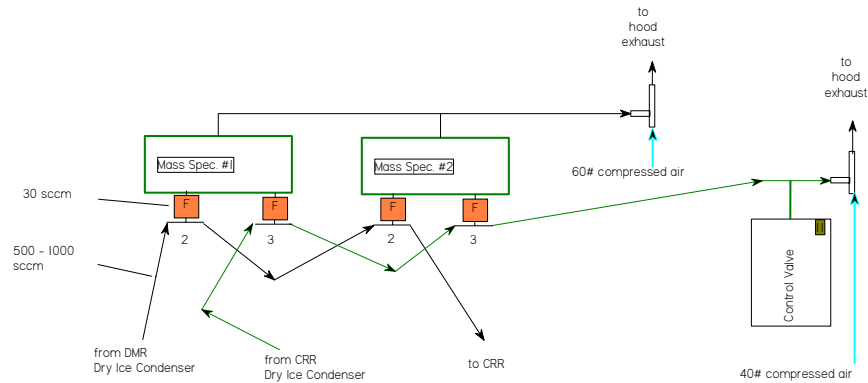 to
hood
exhaust
to
hood
exhaust
Mass Spec. #1
Mass Spec. #2
60# compressed air
30 sccm
F
F
F
F
2
3
2
3
500 - 1000
sccm
Control Valve
from DMR
Dry Ice Condenser
from CRR
Dry Ice Condenser
to CRR
40# compressed air